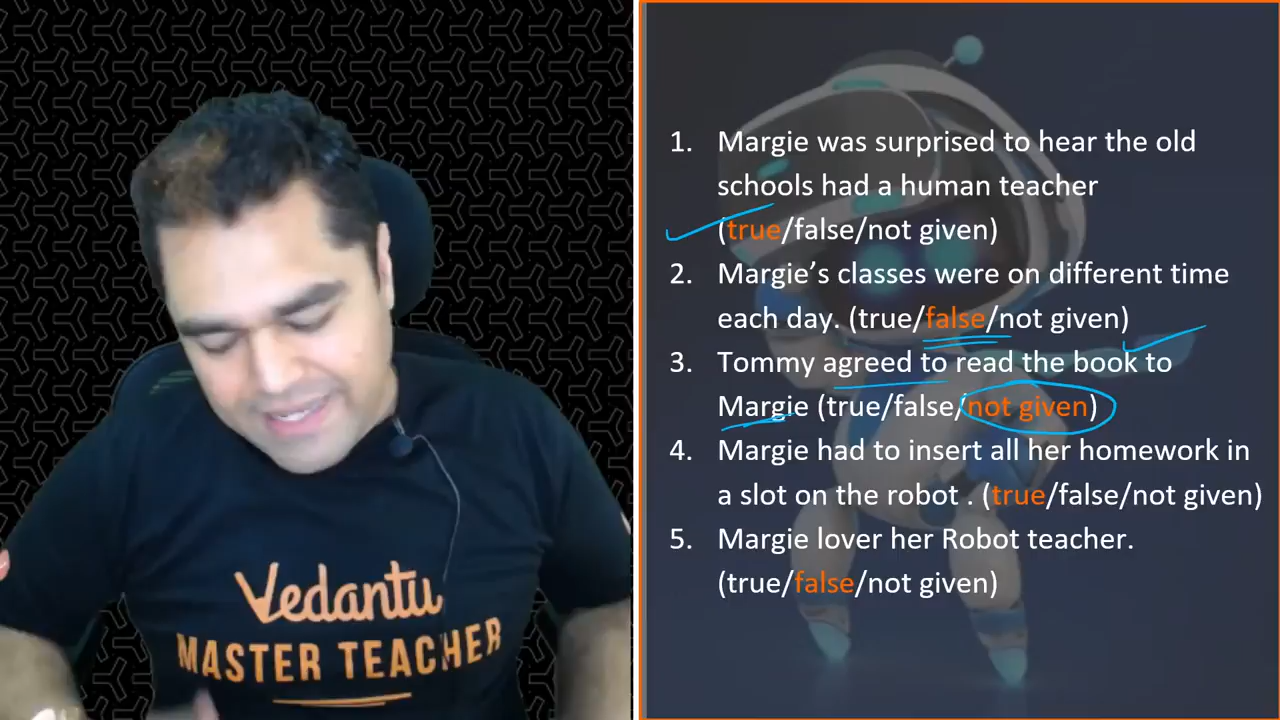 Vedantu
MASTER TEACHER
1. Margie was surprised to hear the old
schools had a human teacher
(true/false/not given)
2. Margie’s classes were on different time
each day. (true/false/not given)
3. Tommy agreed to read the book to
Margie (true/false/not given)
4. Margie had to insert all her homework in
a slot on the robot . (true/false/not given)
5. Margie lover her Robot teacher.
(true/false/not given)